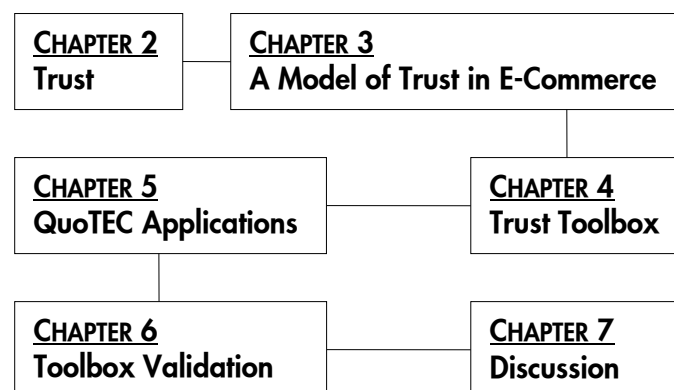 CHAPTER 2
Trust
CHAPTER 3
A Model of Trust in E-Commerce
CHAPTER 5
QuoTEC Applications
CHAPTER 4
Trust Toolbox
CHAPTER 6
Toolbox Validation
CHAPTER 7
Discussion